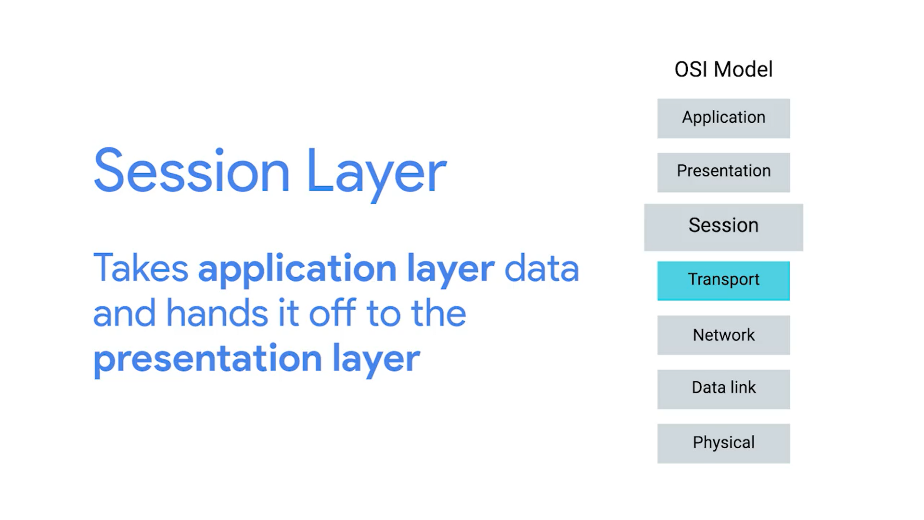 Session Layer
Takes application layer data
and hands it off to the
presentation layer
OSI Model
Application
Presentation
Session
Transport
Network
Data link
Physical